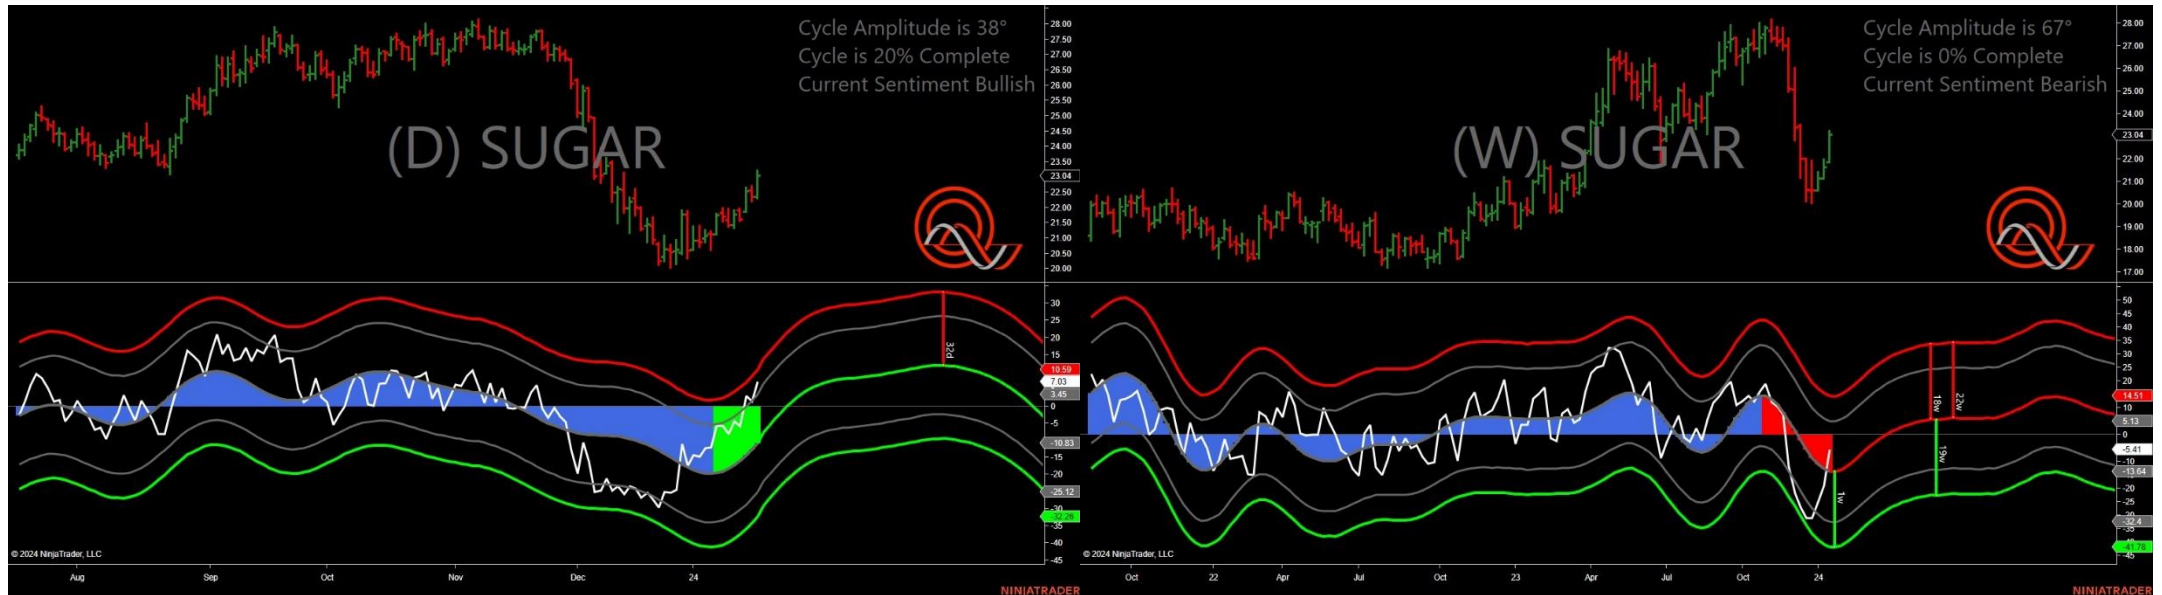 Cycle Amplitude is 38°
Cycle is 20% Complete
Current Sentiment Bullish
(D) SUGAR
28.00
27.50
27.00
26.50
26.00
25.50
25.00
24.50
24.00
23.50
23.04
22.50
22.00
21.50
21.00
20.50
20.00
30
25
20
15
10.59
7.03
3.45
0
-5
-10.83
-15
-20
-25.12
-32.26
-35
-40
-45
32d
© 2024 NinjaTrader, LLC
Aug
Sep
Oct
Nov
Dec
24
NINJATRADER
Cycle Amplitude is 67°
Cycle is 0% Complete
Current Sentiment Bearish
(W) SUGAR
28.00
27.00
26.00
25.00
24.00
23.04
22.00
21.00
20.00
19.00
18.00
17.00
50
45
40
35
30
25
20
14.51
10
5.13
0
-5.41
-10
-13.64
-20
-25
-32.4
-41.78
-45
18w
22w
19w
1w
© 2024 NinjaTrader, LLC
Oct
22
Apr
Jul
Oct
23
Apr
Jul
Oct
24
NINJATRADER